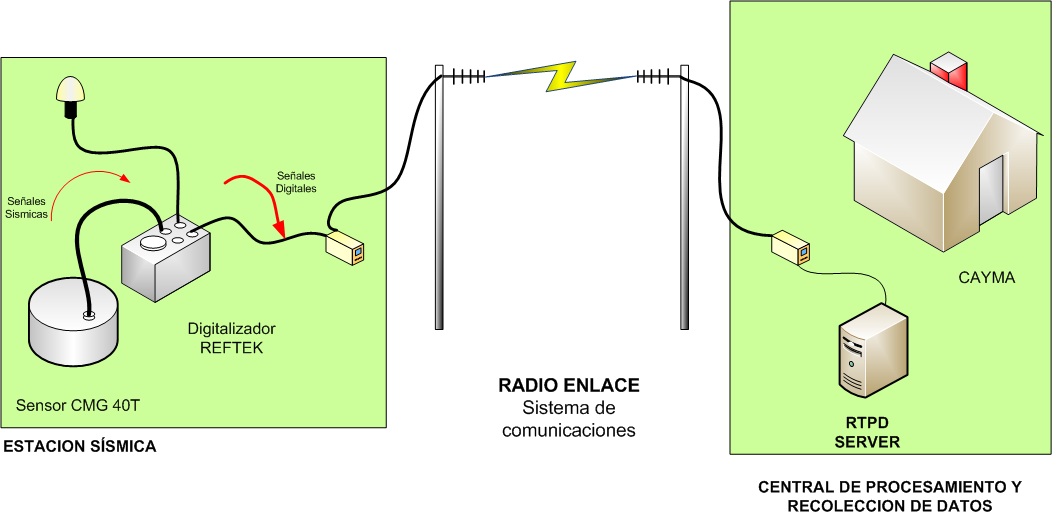 Señales
Sismicas
Señales
Digitales
Digitalizador
REFTEK
Sensor CMG 40T
ESTACION SÍSMICA
RADIO ENLACE
Sistema de
comunicaciones
CAYMA
RTPD
SERVER
CENTRAL DE PROCESAMIENTO Y
RECOLECCION DE DATOS